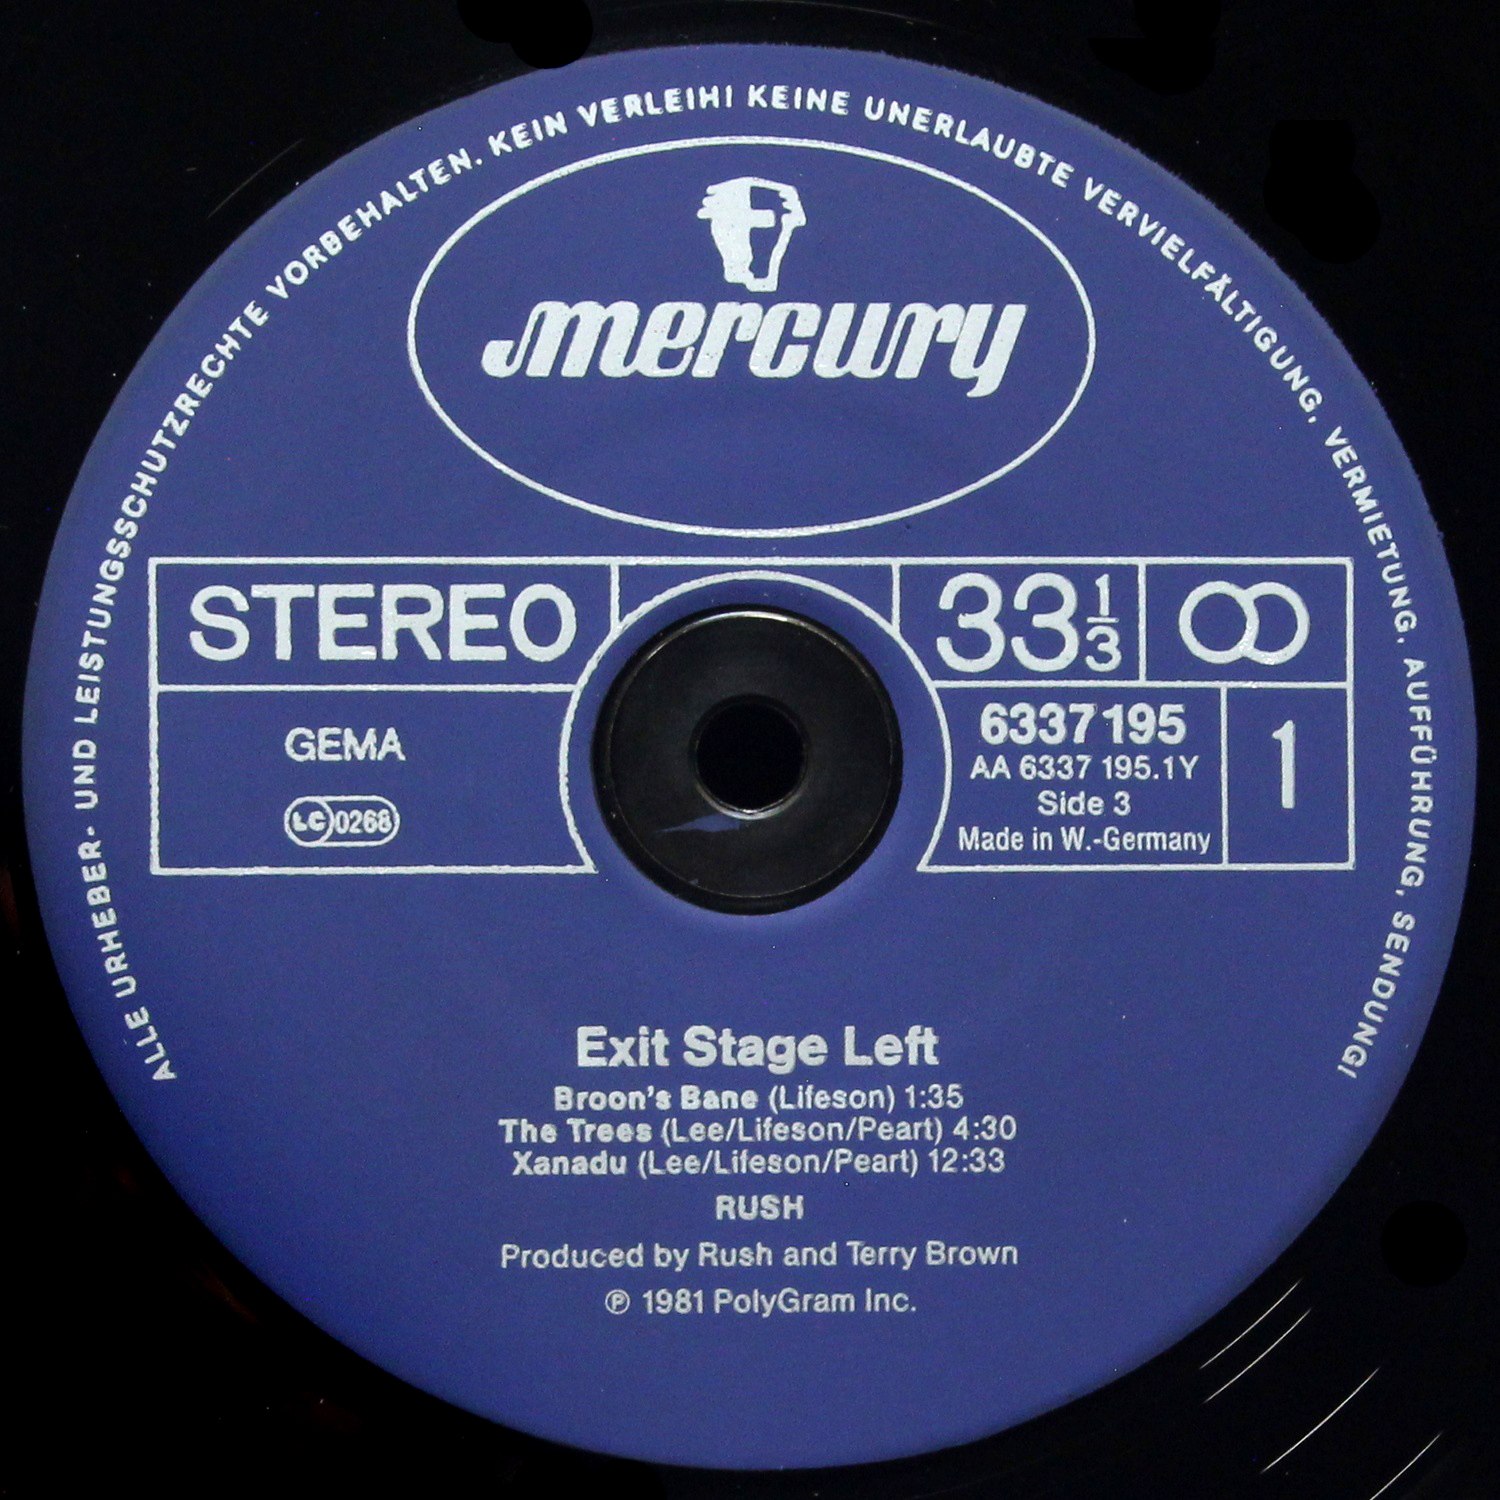 ALLE URHEBER- UND LEISTUNGSSCHUTZRECHTE VORBEHALTEN. KEIN VERLEIH! KEINE UNERLAUBTE VERVIELFÄLTIGUNG, VERMIETUNG, AUFFÜHRUNG, SENDUNG!
mercury
STEREO
33 1/3
GEMA
LC 0268
6337 195
AA 6337 195.1Y
Side 3
Made in W.-Germany
1
Exit Stage Left
Broon's Bane (Lifeson) 1:35
The Trees (Lee/Lifeson/Peart) 4:30
Xanadu (Lee/Lifeson/Peart) 12:33
RUSH
Produced by Rush and Terry Brown
℗ 1981 PolyGram Inc.